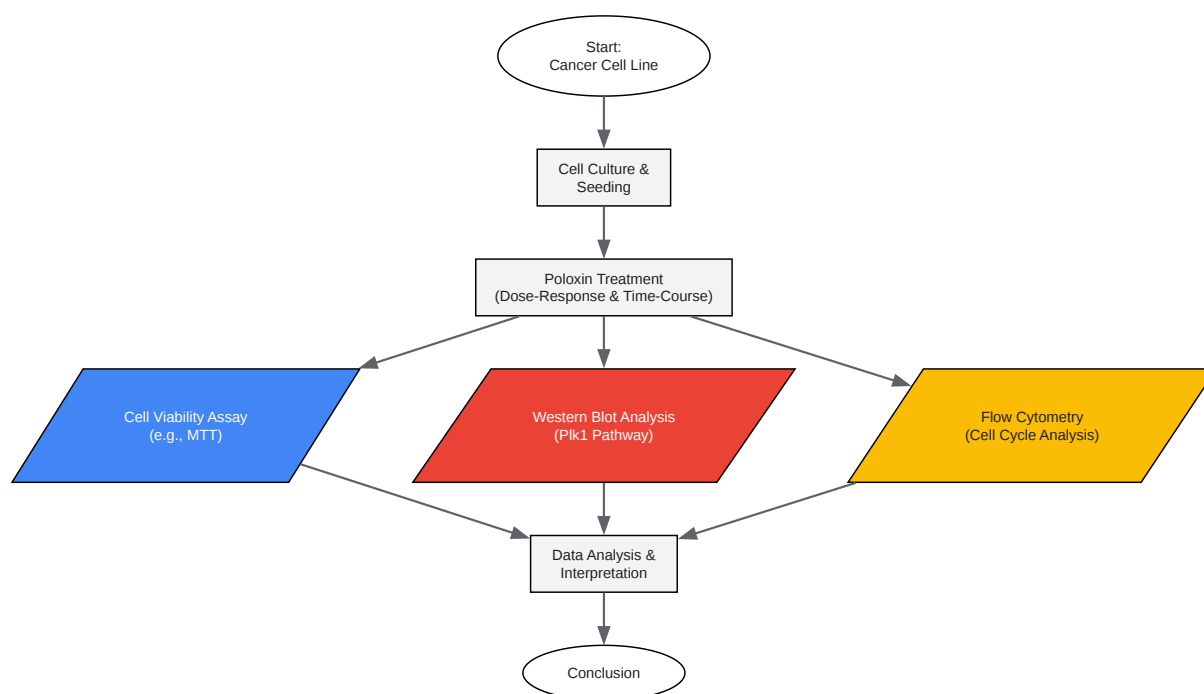 Start:
Cancer Cell Line
Cell Culture &
Seeding
Poloxin Treatment
(Dose-Response & Time-Course)
Cell Viability Assay
(e.g., MTT)
Western Blot Analysis
(Plk1 Pathway)
Flow Cytometry
(Cell Cycle Analysis)
Data Analysis &
Interpretation
Conclusion